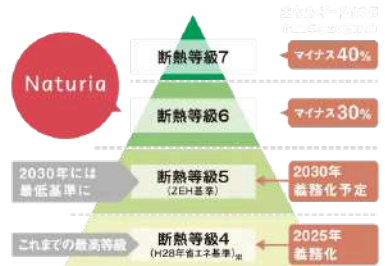 断熱等級7
マイナス40%
Naturia
断熱等級6
マイナス30%
2030年には
最低基準に
断熱等級5
(ZEH基準)
2030年
義務化予定
これまでの最高等級
断熱等級4
(H28年省エネ基準)※
2025年
義務化